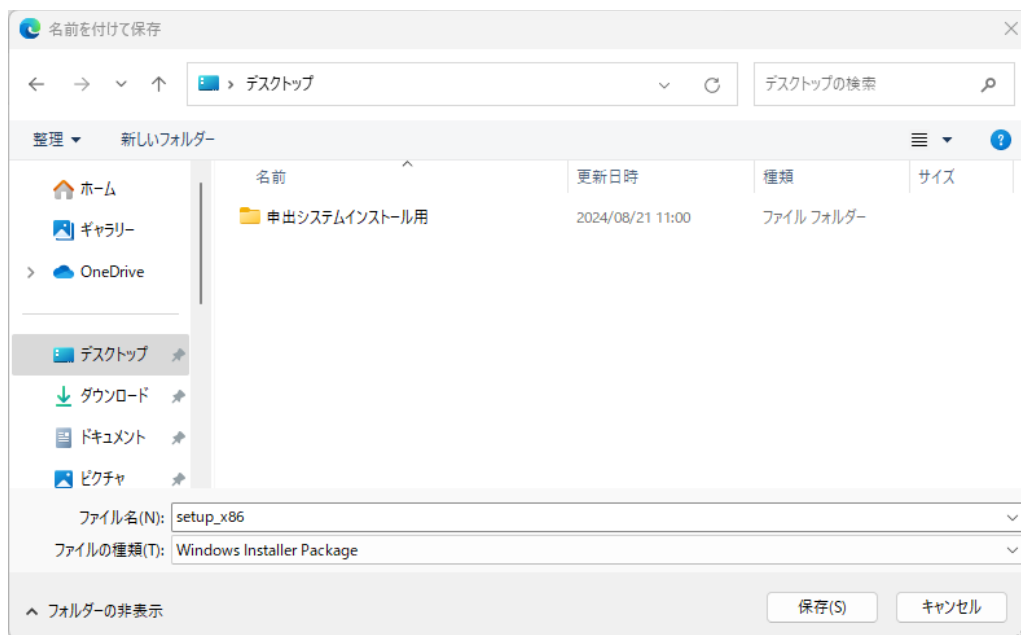 名前を付けて保存
デスクトップ
デスクトップの検索
整理
新しいフォルダー
名前
更新日時
種類
サイズ
ホーム
申出システムインストール用
2024/08/21 11:00
ファイル フォルダー
ギャラリー
OneDrive
デスクトップ
ダウンロード
ドキュメント
ピクチャ
ファイル名(N): setup_x86
ファイルの種類(T): Windows Installer Package
フォルダーの非表示
保存(S)
キャンセル